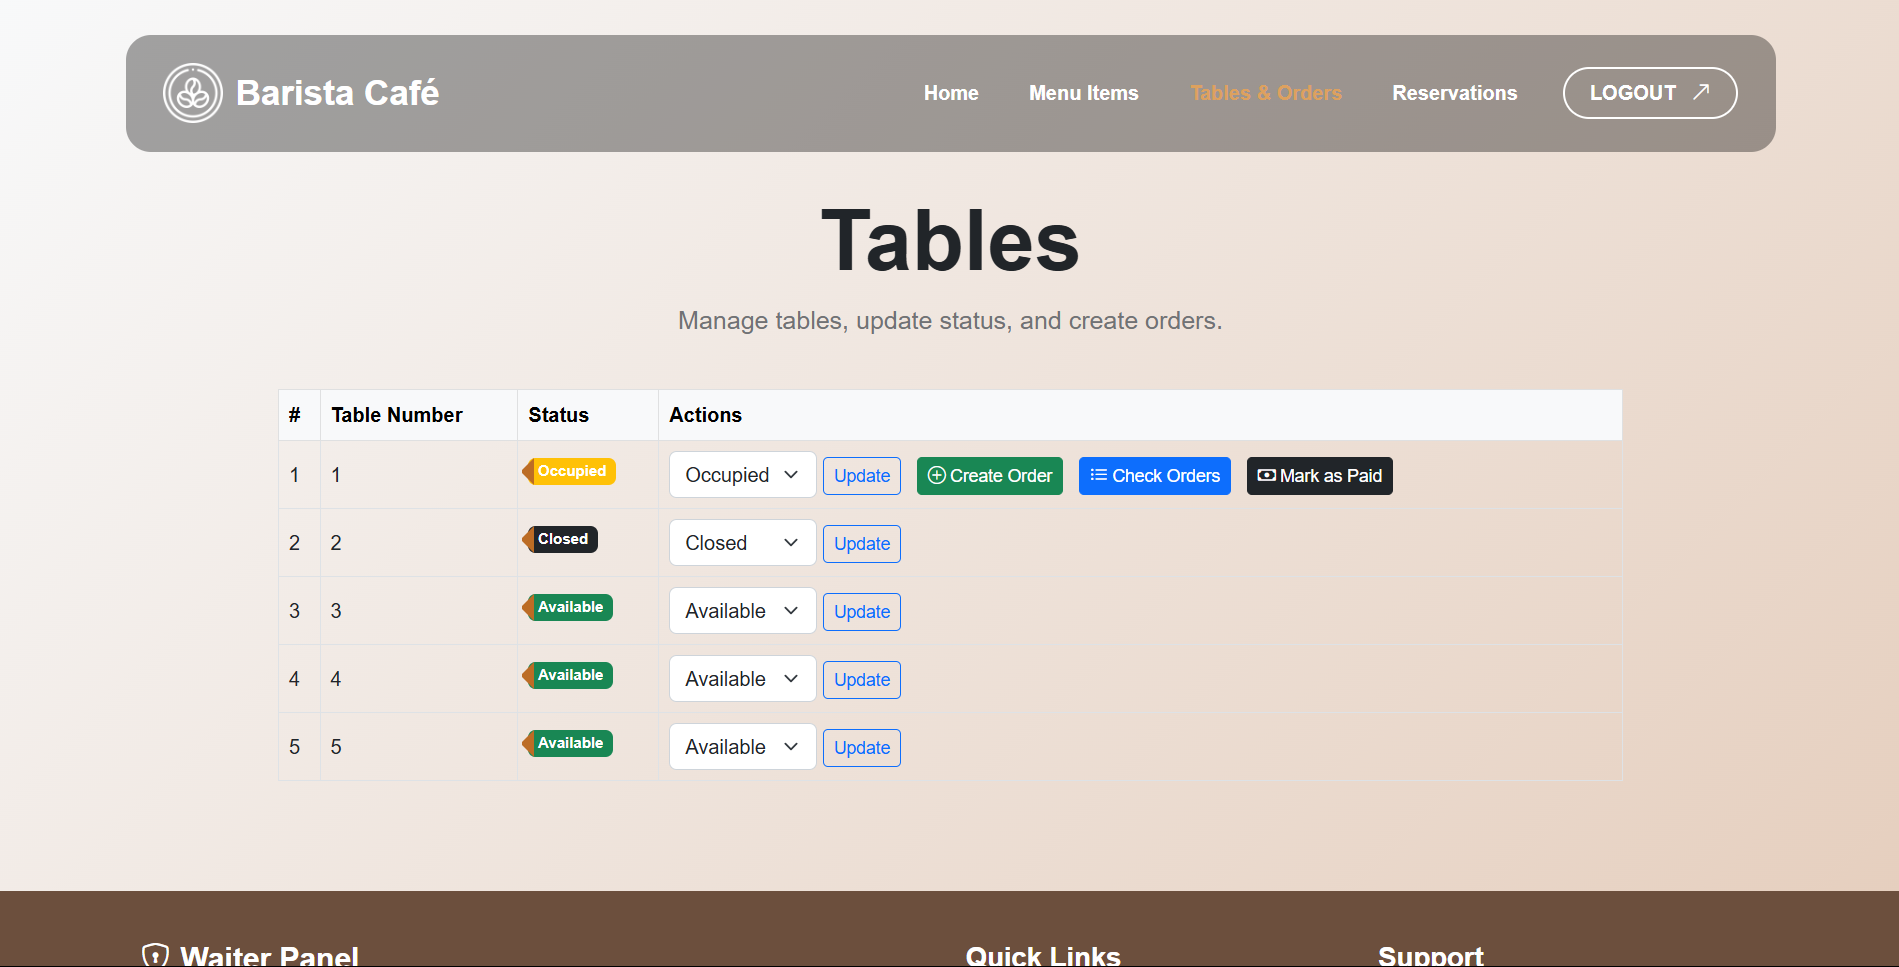 Barista Café Home Menu Items Tables & Orders Reservations LOGOUT
Tables
Manage tables, update status, and create orders.
# Table Number Status Actions
1 1 Occupied Occupied Update Create Order Check Orders Mark as Paid
2 2 Closed Closed Update
3 3 Available Available Update
4 4 Available Available Update
5 5 Available Available Update
Waiter Panel Quick Links Support